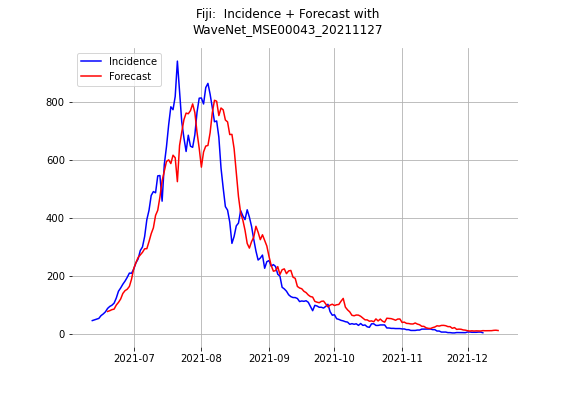 Fiji:  Incidence + Forecast with
WaveNet_MSE00043_20211127
Incidence
Forecast
800
600
400
200
0
2021-07 2021-08 2021-09 2021-10 2021-11 2021-12